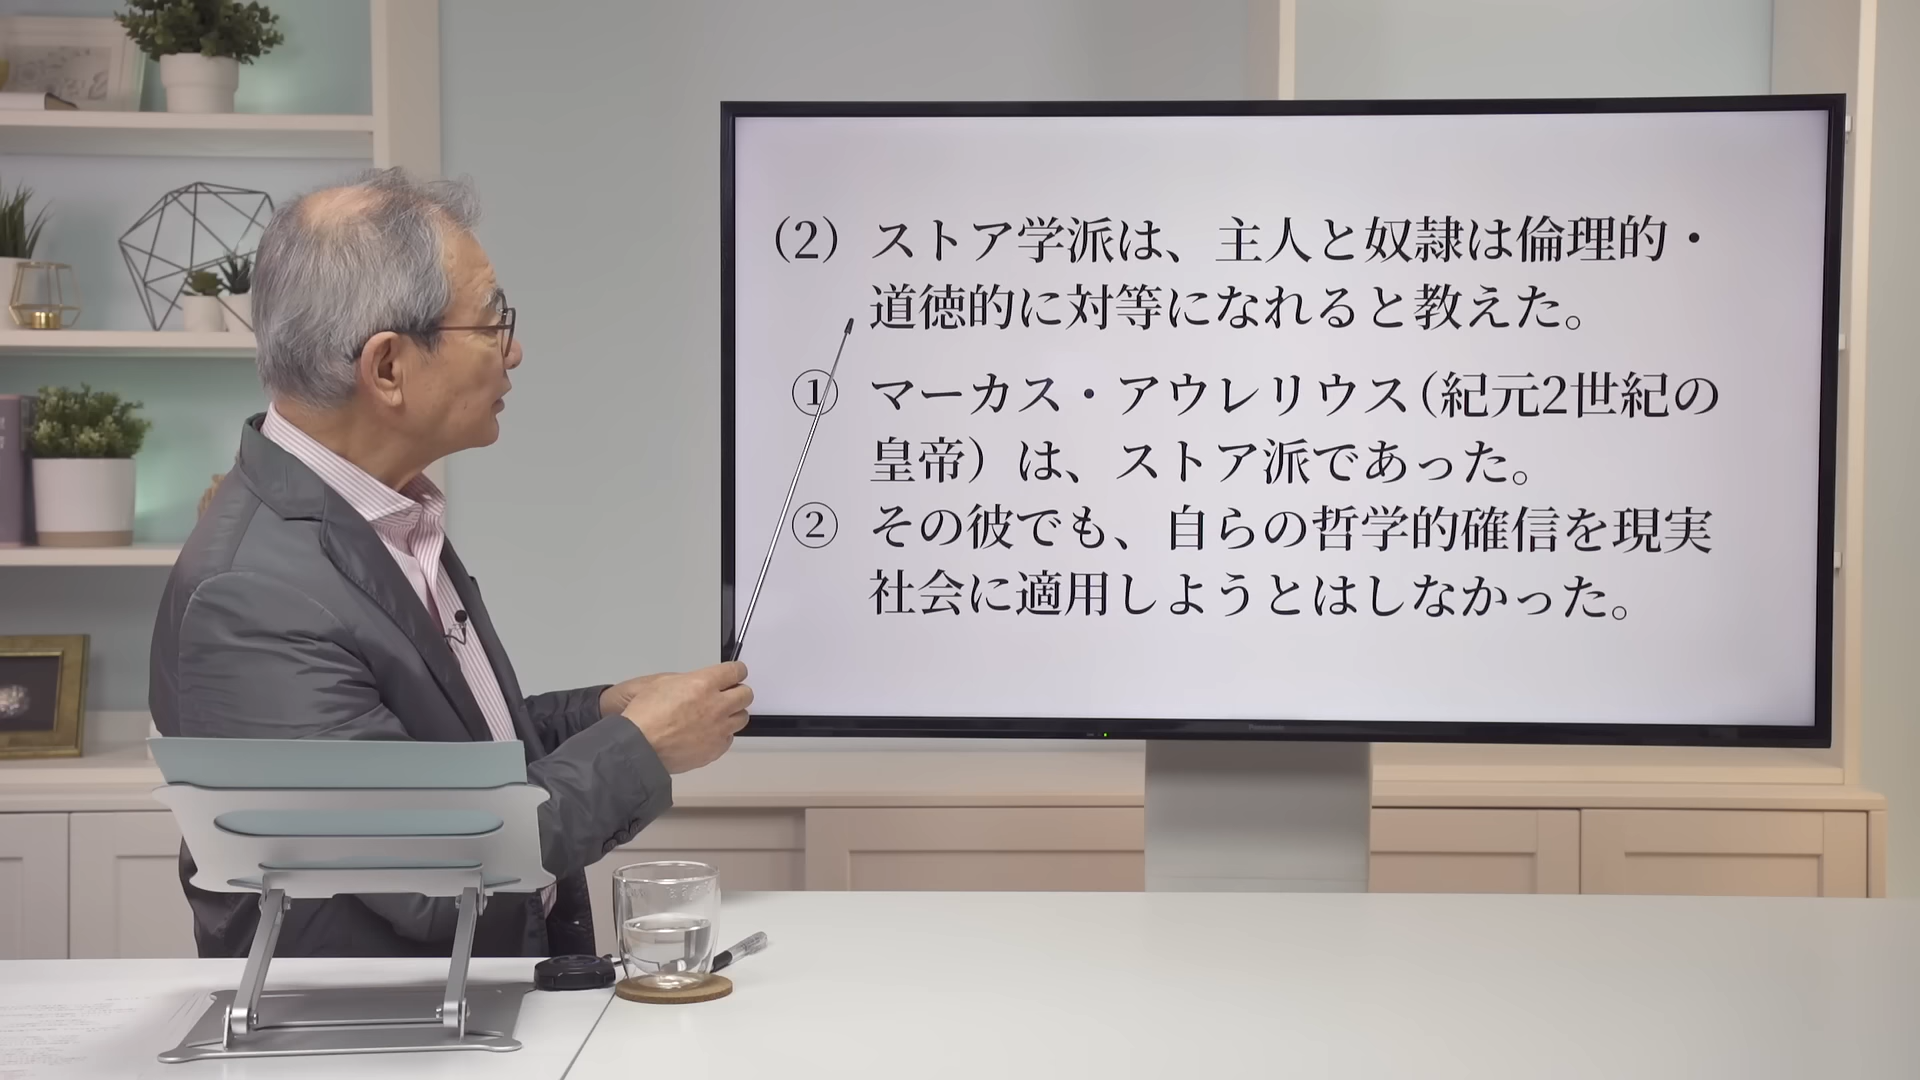 (2) ストア学派は、主人と奴隷は倫理的・
道徳的に対等になれると教えた。
① マーカス・アウレリウス(紀元2世紀の
皇帝)は、ストア派であった。
② その彼でも、自らの哲学的確信を現実
社会に適用しようとはしなかった。
Panasonic